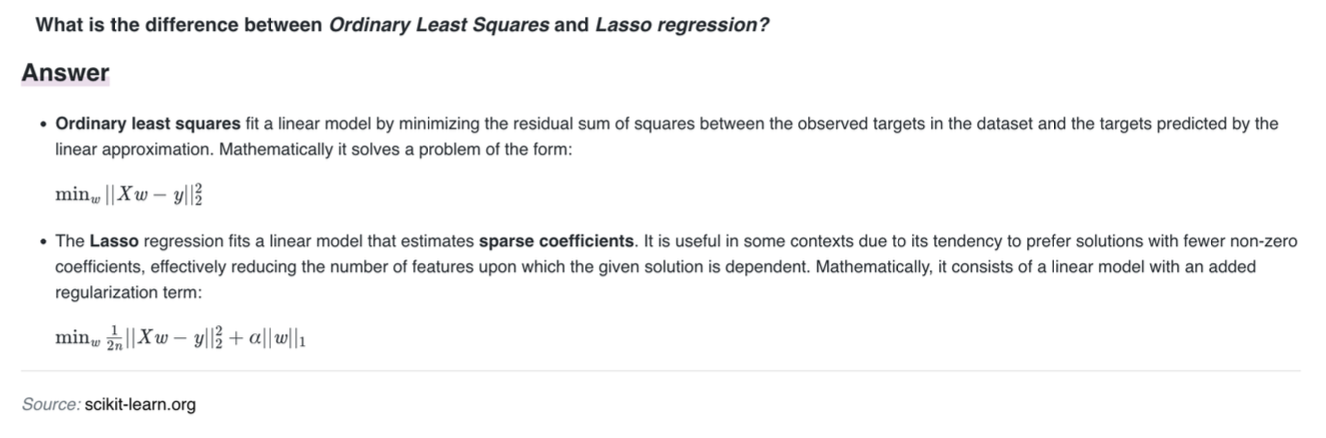 What is the difference between Ordinary Least Squares and Lasso regression?
Answer
• Ordinary least squares fit a linear model by minimizing the residual sum of squares between the observed targets in the dataset and the targets predicted by the
linear approximation. Mathematically it solves a problem of the form:
min_w ||Xw − y||_2^2
• The Lasso regression fits a linear model that estimates sparse coefficients. It is useful in some contexts due to its tendency to prefer solutions with fewer non-zero
coefficients, effectively reducing the number of features upon which the given solution is dependent. Mathematically, it consists of a linear model with an added
regularization term:
min_w 1/2n ||Xw − y||_2^2 + α||w||_1
Source: scikit-learn.org